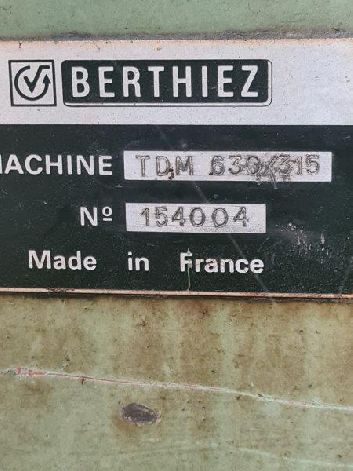 BERTHIEZ
MACHINE TDM 630/315
Nº 154004
Made in France